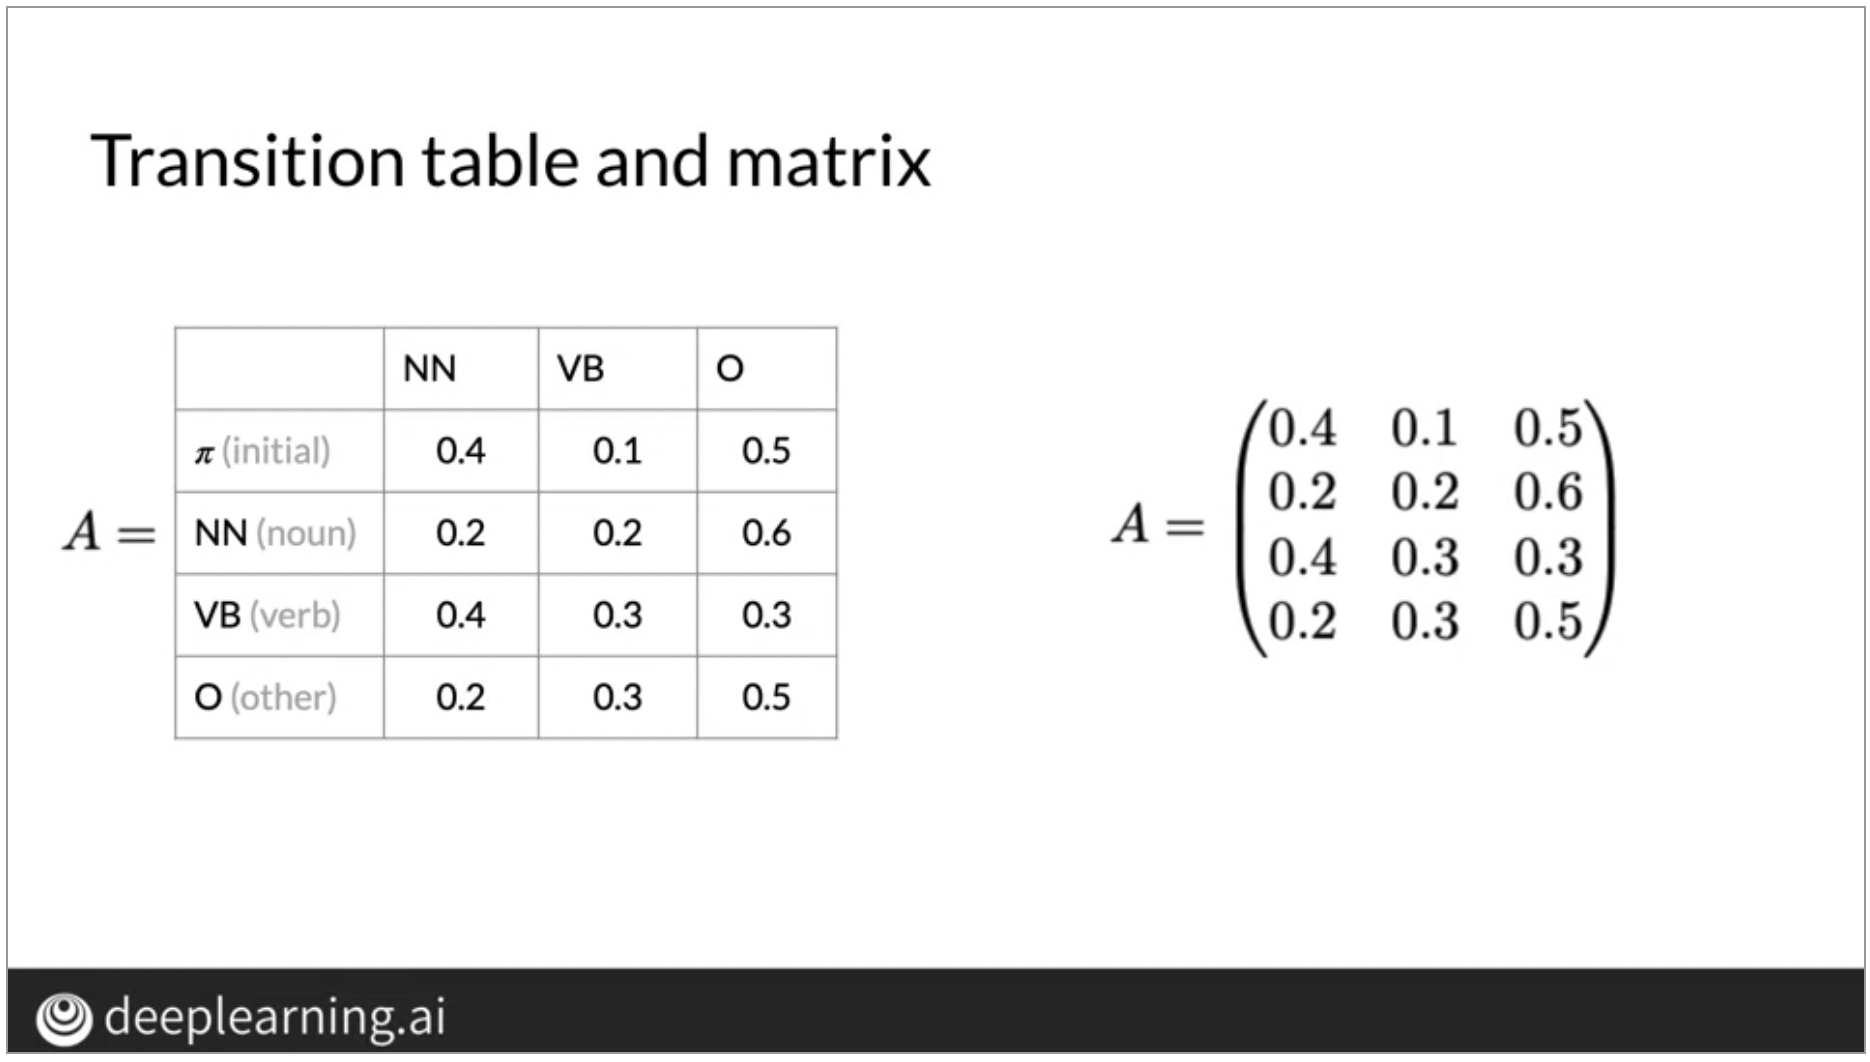 Transition table and matrix
NN VB O
π (initial) 0.4 0.1 0.5
NN (noun) 0.2 0.2 0.6
VB (verb) 0.4 0.3 0.3
O (other) 0.2 0.3 0.5
A =
A =
0.4 0.1 0.5
0.2 0.2 0.6
0.4 0.3 0.3
0.2 0.3 0.5
deeplearning.ai